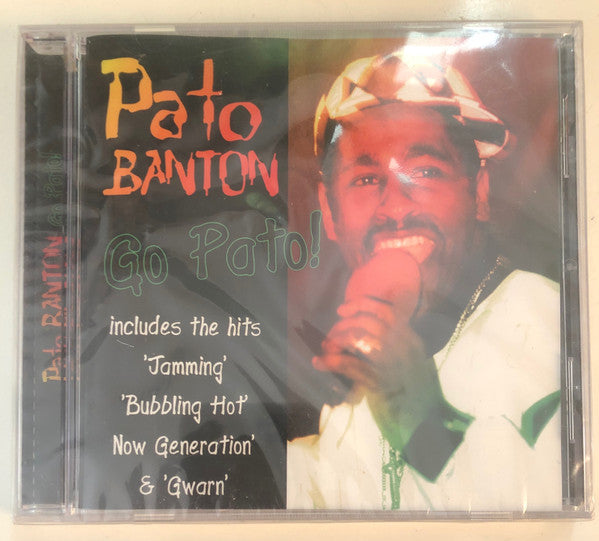 Pato
BANTON
Go Pato!
includes the hits
'Jamming'
'Bubbling Hot'
Now Generation'
& 'Gwarn'
Pato BANTON Go Pato!